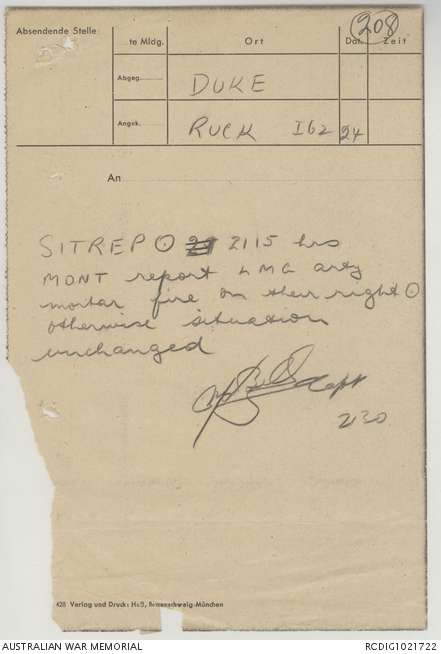 208
Absendende Stelle
te Mldg. Ort Dat. Zeit
Abgeg. DUKE
Angek. RUCK I62 24
An
SITREP ⊙ 2115 hrs
MONT report LMG arty
mortar fire on their right ⊙
otherwise situation
unchanged
Capt
2130
428 Verlag und Druck: HaS, Braunschweig-München
AUSTRALIAN WAR MEMORIAL RCDIG1021722